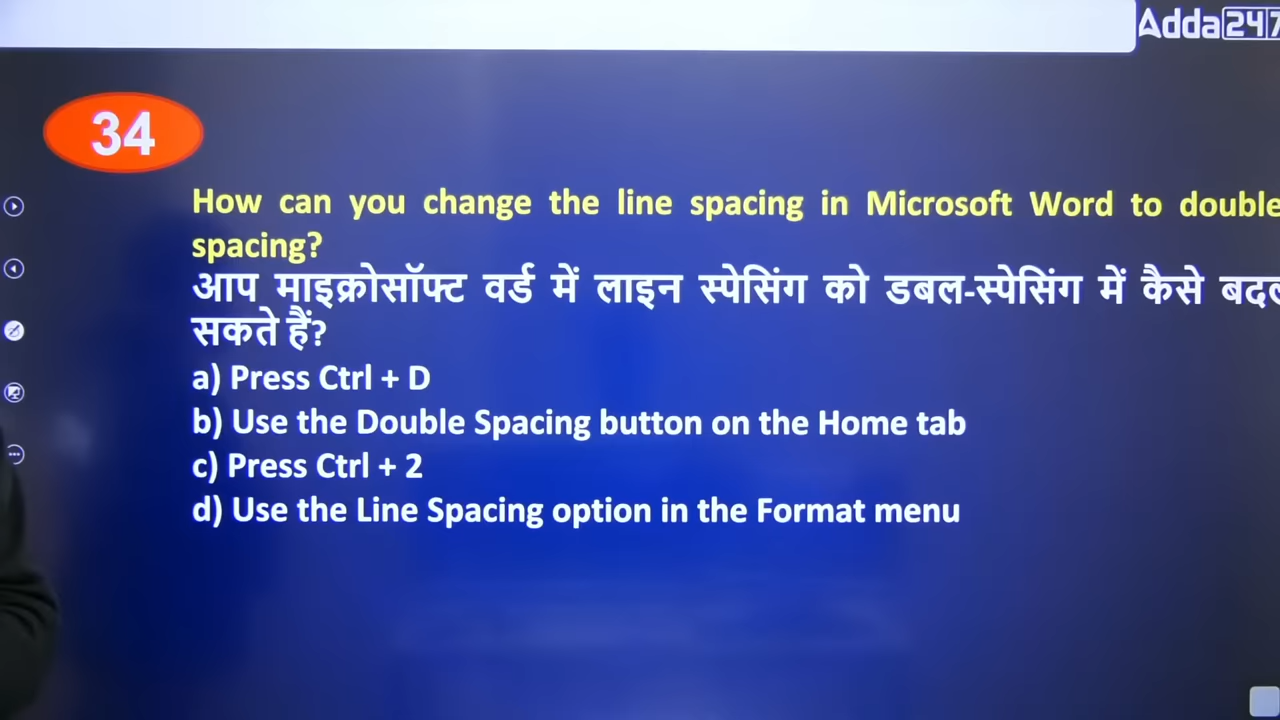 Adda247
34
How can you change the line spacing in Microsoft Word to double
spacing?
आप माइक्रोसॉफ्ट वर्ड में लाइन स्पेसिंग को डबल-स्पेसिंग में कैसे बदल
सकते हैं?
a) Press Ctrl + D
b) Use the Double Spacing button on the Home tab
c) Press Ctrl + 2
d) Use the Line Spacing option in the Format menu